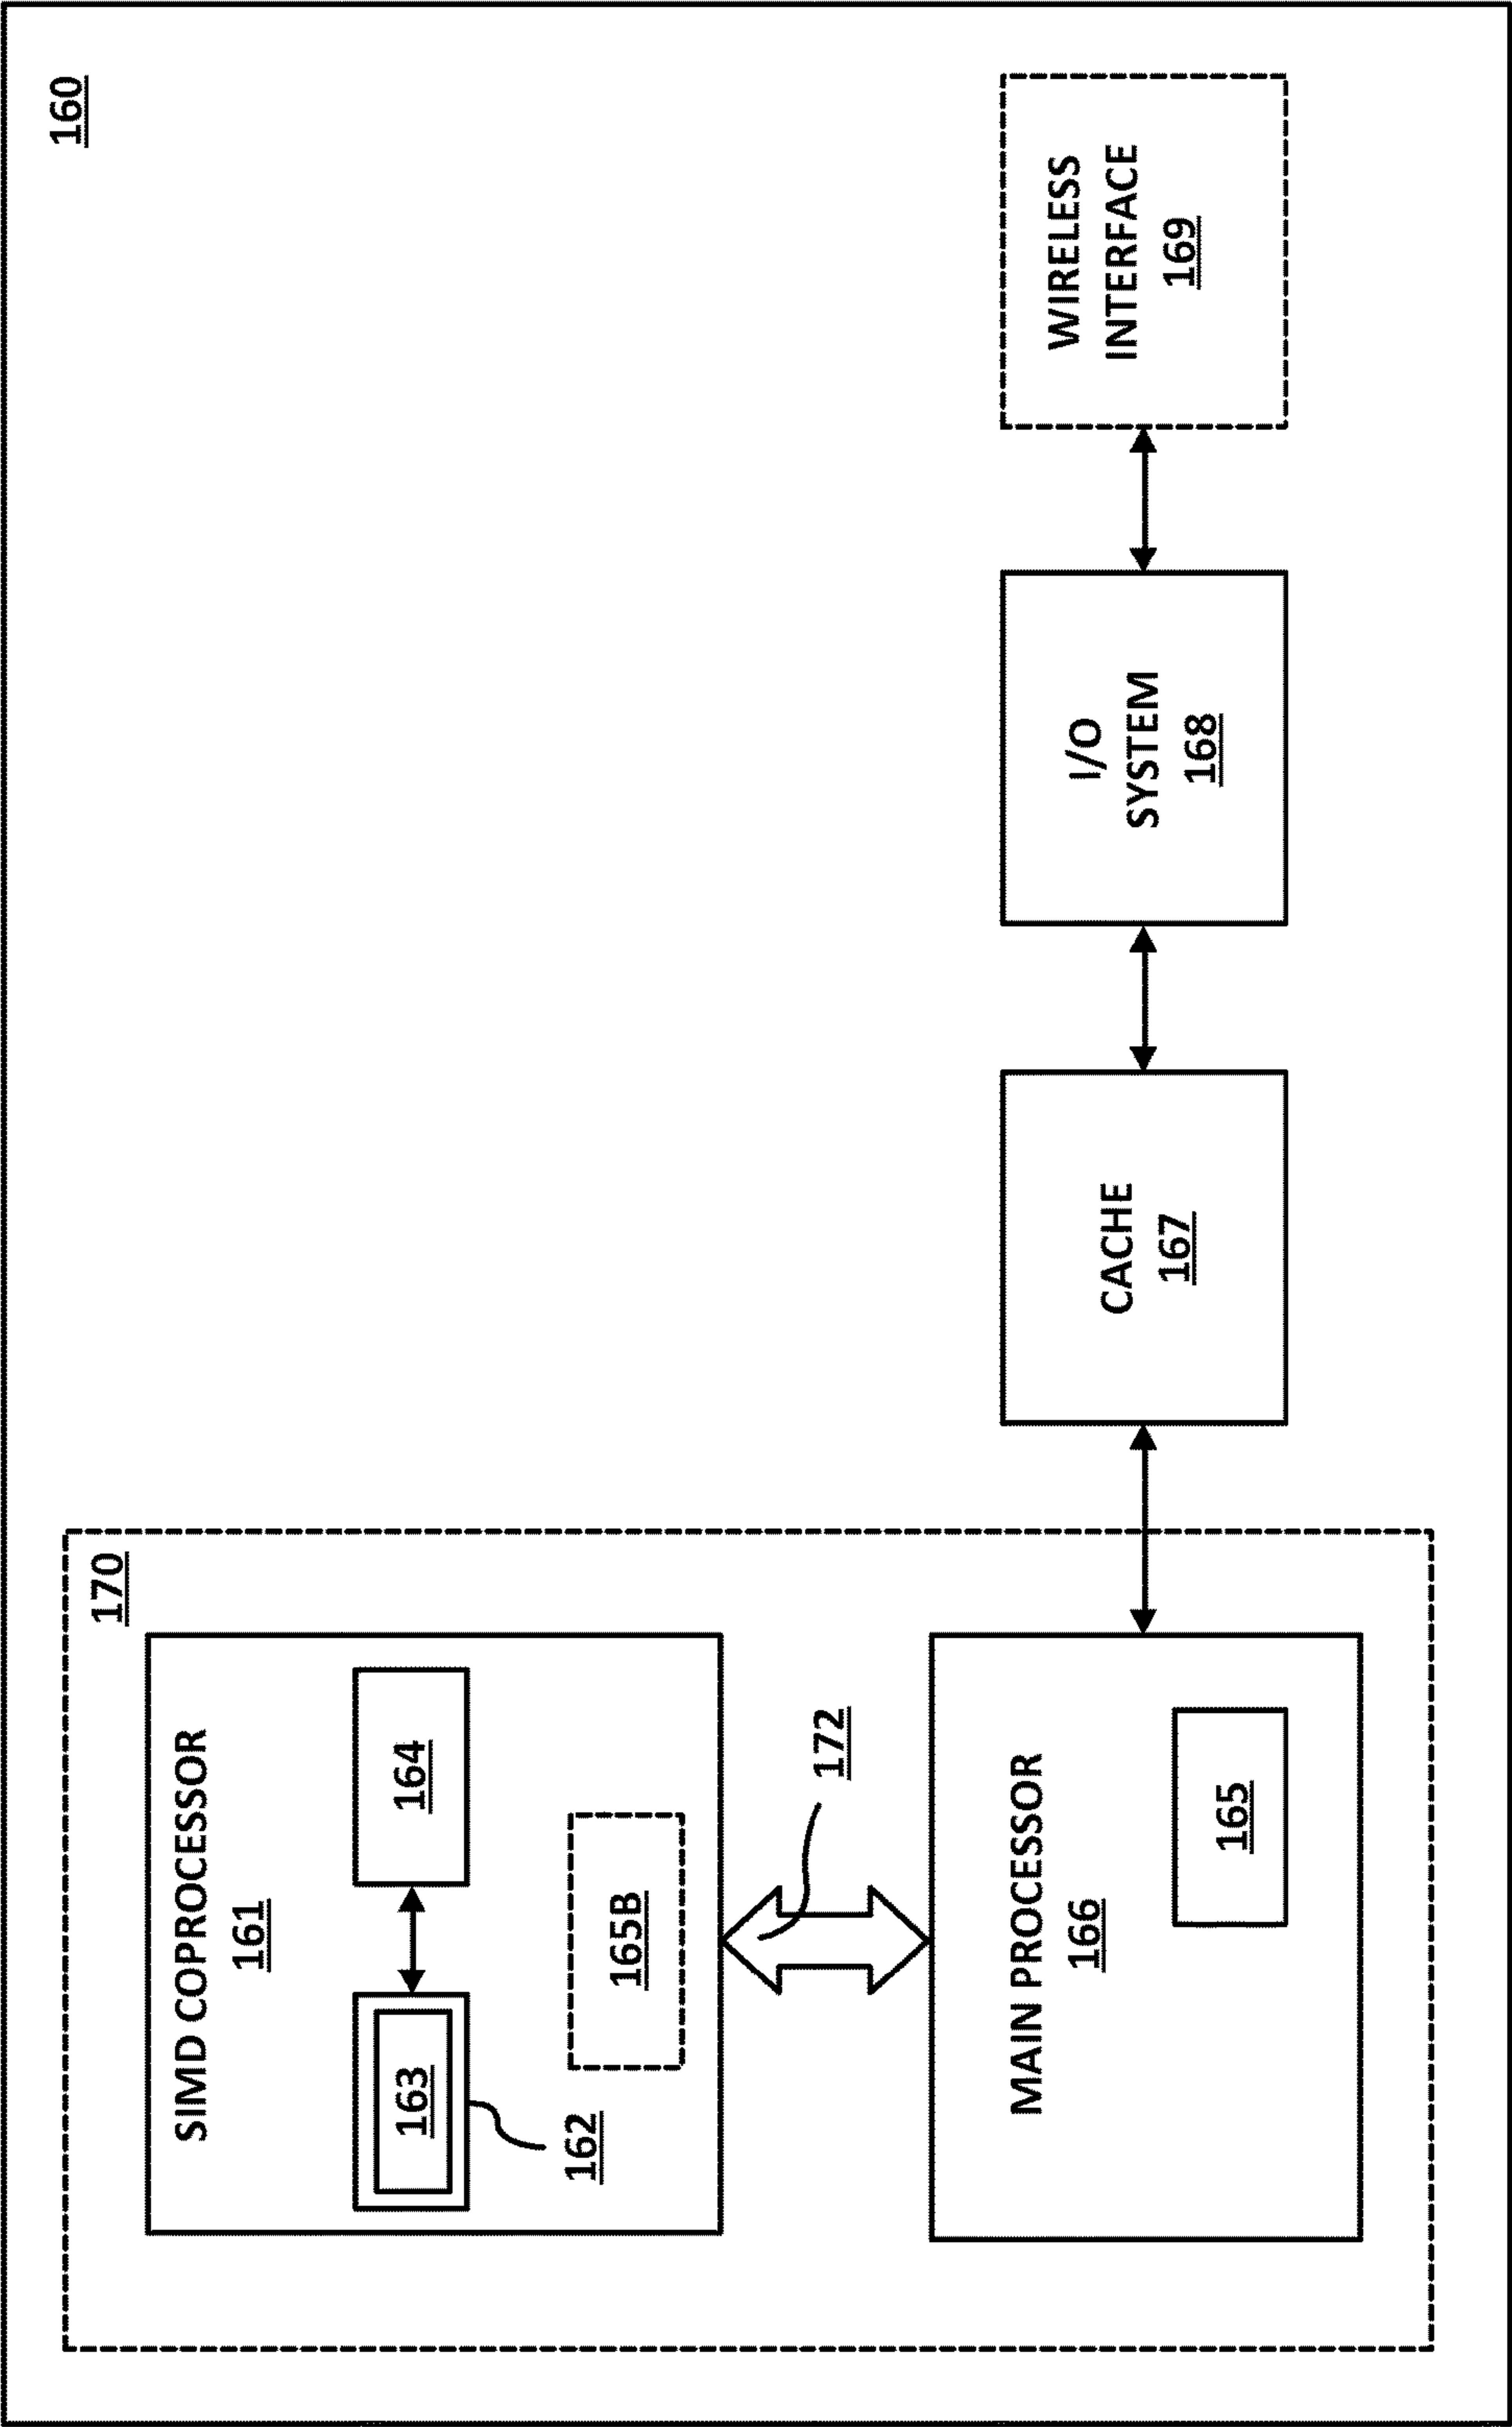 160
170
SIMD COPROCESSOR
161
163
164
162
165B
172
MAIN PROCESSOR
166
165
CACHE
167
I/O
SYSTEM
168
WIRELESS
INTERFACE
169